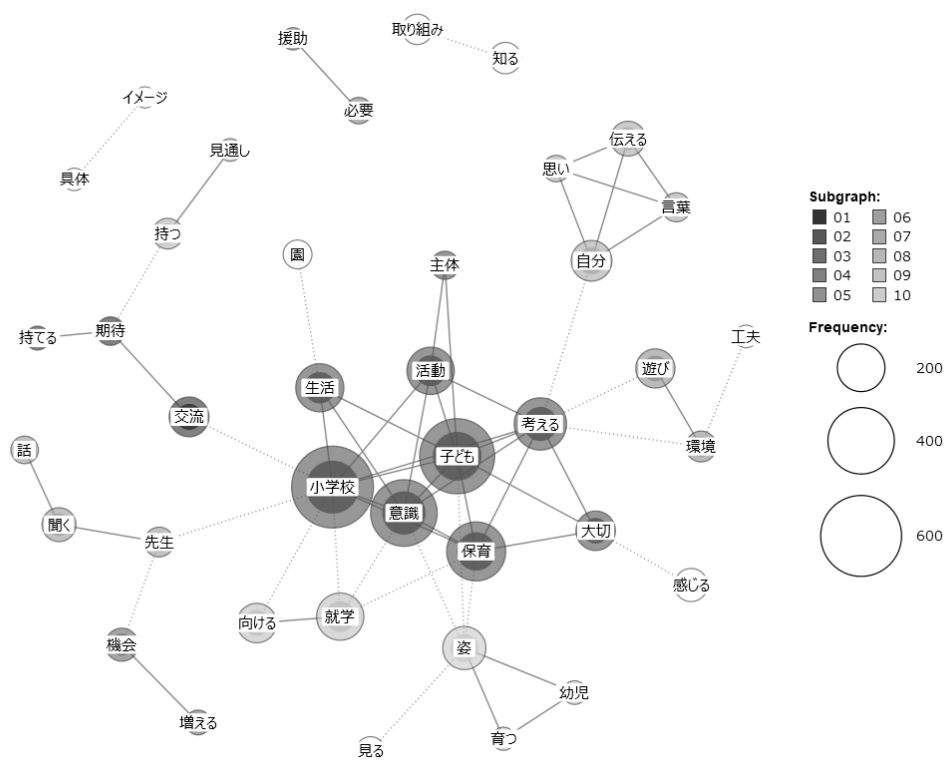 取り組み
援助
知る
イメージ
必要
伝える
見通し
思い
具体
言葉
持つ
園
自分
主体
期待
持てる
工夫
活動
遊び
生活
交流
考える
環境
話
子ども
小学校
意識
聞く
先生
保育
大切
感じる
向ける
就学
機会
姿
幼児
増える
育つ
見る
Subgraph:
01 06
02 07
03 08
04 09
05 10
Frequency:
200
400
600